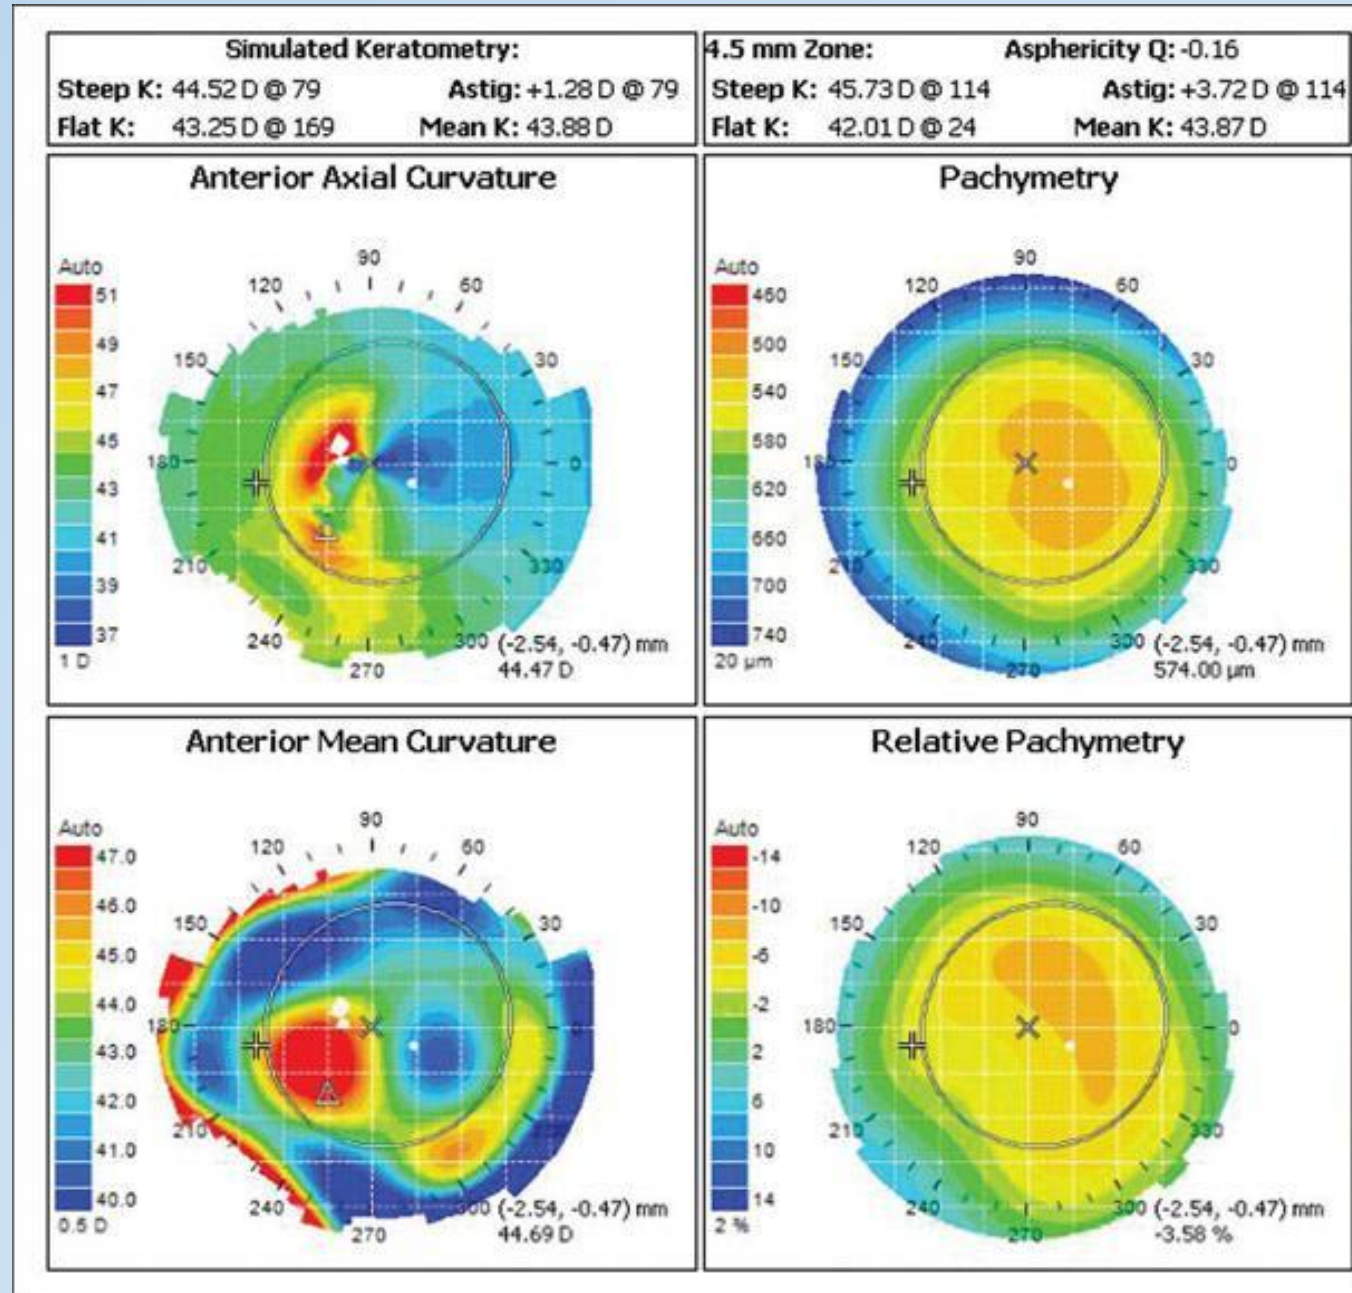 Simulated Keratometry:
Steep K: 44.52 D @ 79 Astig: +1.28 D @ 79
Flat K: 43.25 D @ 169 Mean K: 43.88 D
4.5 mm Zone: Asphericity Q: -0.16
Steep K: 45.73 D @ 114 Astig: +3.72 D @ 114
Flat K: 42.01 D @ 24 Mean K: 43.87 D
Anterior Axial Curvature
Auto
51
49
47
45
43
41
39
37
1 D
90
120 60
150 30
180 0
210 330
240 300
270
(-2.54, -0.47) mm
44.47 D
Pachymetry
Auto
460
500
540
580
620
660
700
740
20 µm
90
120 60
150 30
180 0
210 330
240 300
270
(-2.54, -0.47) mm
574.00 µm
Anterior Mean Curvature
Auto
47.0
46.0
45.0
44.0
43.0
42.0
41.0
40.0
0.5 D
90
120 60
150 30
180 0
210 330
240 300
270
(-2.54, -0.47) mm
44.69 D
Relative Pachymetry
Auto
-14
-10
-6
-2
2
6
10
14
2 %
90
120 60
150 30
180 0
210 330
240 300
270
(-2.54, -0.47) mm
-3.58 %